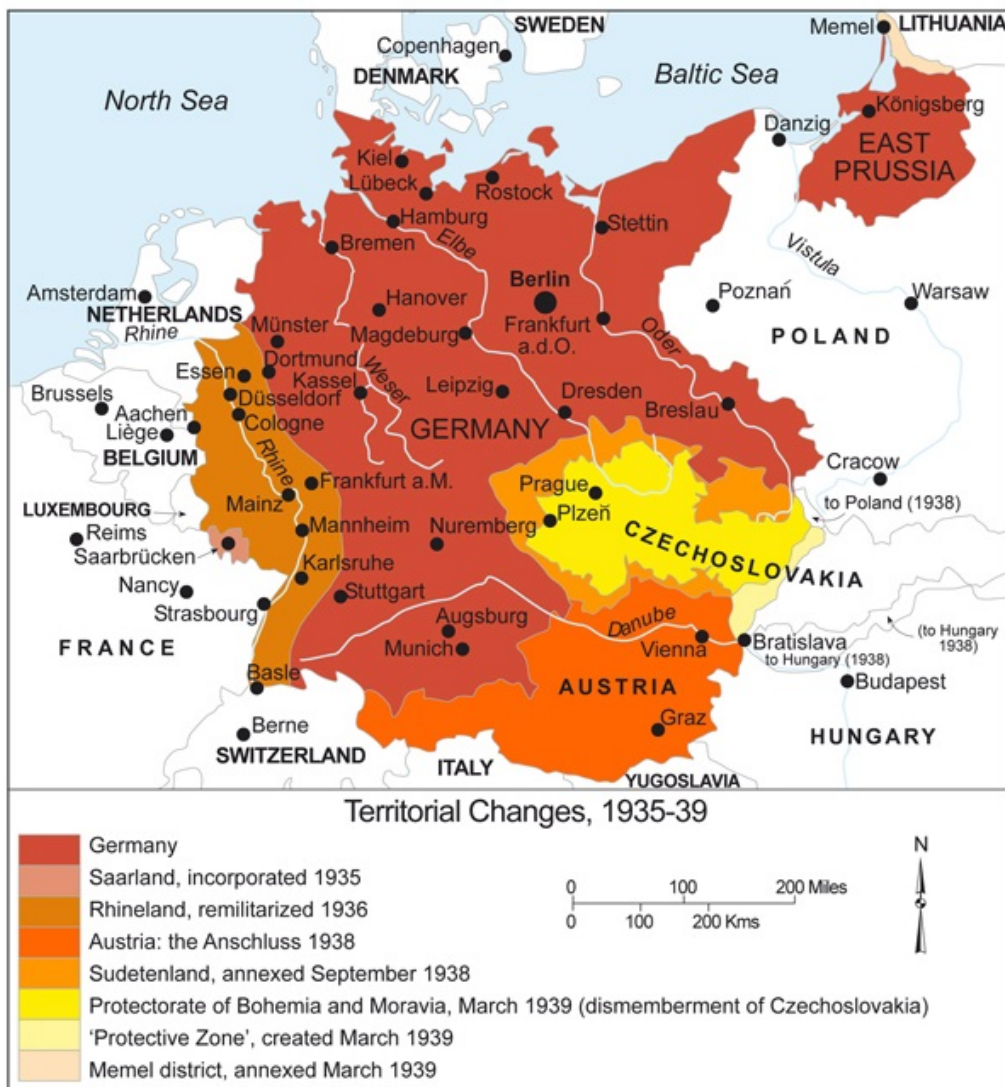 SWEDEN
Memel
LITHUANIA
Copenhagen
DENMARK
Baltic Sea
North Sea
Königsberg
Danzig
EAST
PRUSSIA
Kiel
Lübeck
Rostock
Hamburg
Stettin
Bremen
Elbe
Vistula
Berlin
Amsterdam
Hanover
Poznań
Warsaw
NETHERLANDS
Rhine
Münster
Magdeburg
Frankfurt
a.d.O.
Oder
POLAND
Dortmund
Essen
Kassel
Weser
Leipzig
Dresden
Brussels
Düsseldorf
Breslau
Aachen
Cologne
Liège
GERMANY
BELGIUM
Rhine
Cracow
Frankfurt a.M.
Prague
to Poland (1938)
Mainz
LUXEMBOURG
Plzeň
Reims
Mannheim
Nuremberg
CZECHOSLOVAKIA
Saarbrücken
Karlsruhe
Nancy
Stuttgart
Strasbourg
Augsburg
Danube
FRANCE
Munich
Vienna
Bratislava
(to Hungary
1938)
to Hungary (1938)
Basle
AUSTRIA
Budapest
Berne
Graz
HUNGARY
SWITZERLAND
ITALY
YUGOSLAVIA
Territorial Changes, 1935-39
Germany
Saarland, incorporated 1935
Rhineland, remilitarized 1936
Austria: the Anschluss 1938
Sudetenland, annexed September 1938
Protectorate of Bohemia and Moravia, March 1939 (dismemberment of Czechoslovakia)
‘Protective Zone’, created March 1939
Memel district, annexed March 1939
0 100 200 Miles
0 100 200 Kms
N